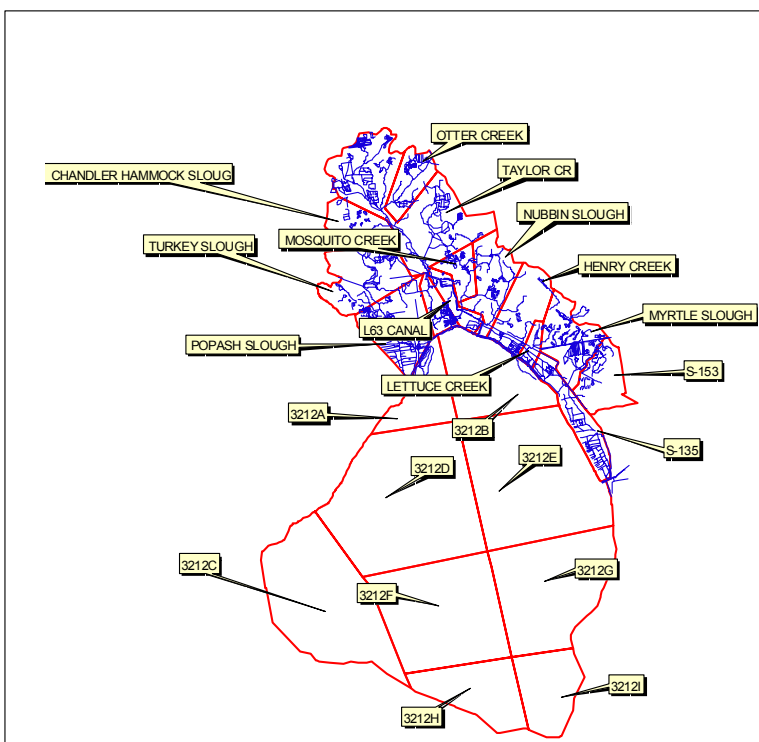 OTTER CREEK
CHANDLER HAMMOCK SLOUG
TAYLOR CR
NUBBIN SLOUGH
MOSQUITO CREEK
TURKEY SLOUGH
HENRY CREEK
MYRTLE SLOUGH
L63 CANAL
POPASH SLOUGH
S-153
LETTUCE CREEK
3212A
3212B
S-135
3212D
3212E
3212C
3212G
3212F
3212I
3212H